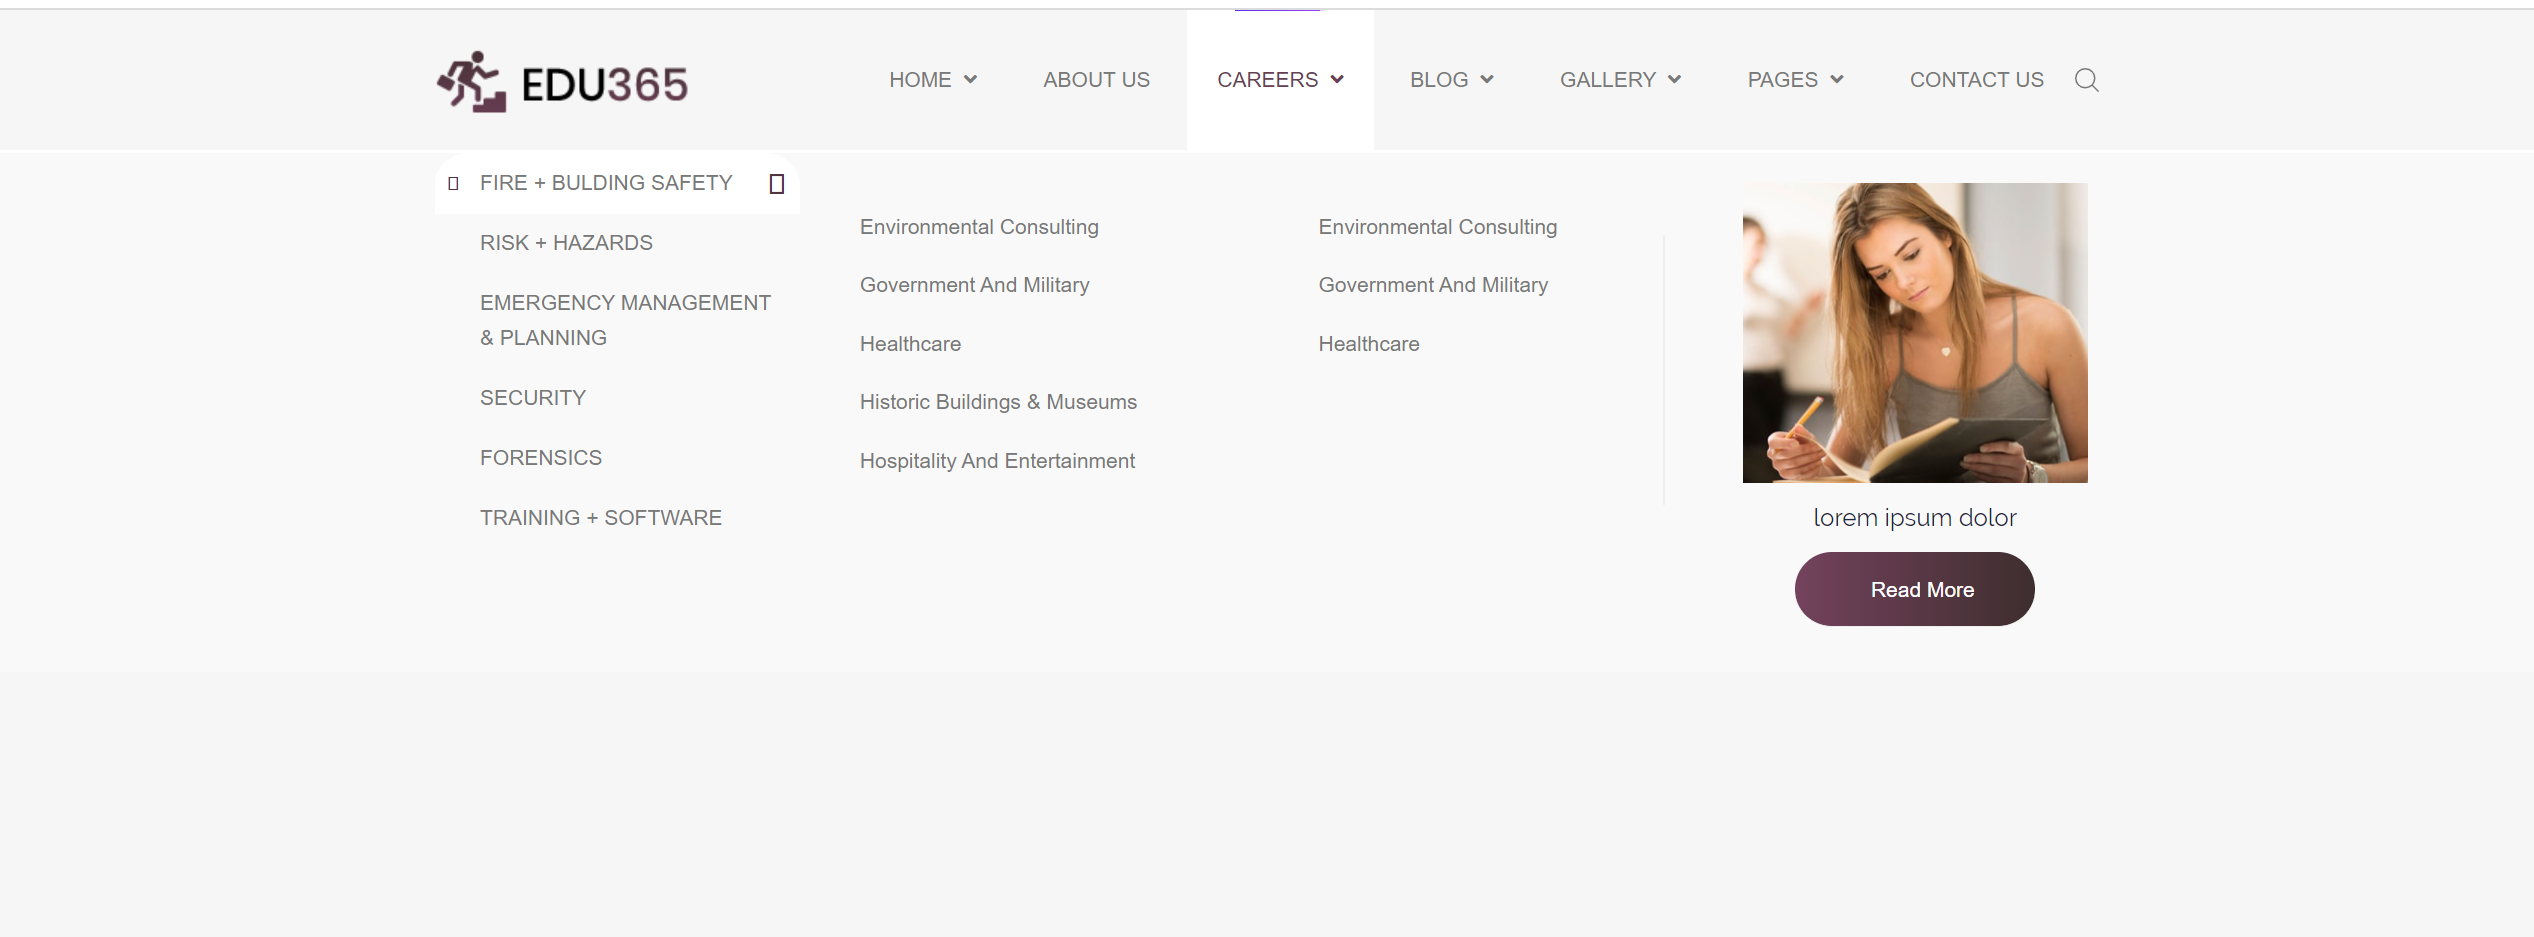 EDU365
HOME
ABOUT US
CAREERS
BLOG
GALLERY
PAGES
CONTACT US
FIRE + BULDING SAFETY
RISK + HAZARDS
EMERGENCY MANAGEMENT
& PLANNING
SECURITY
FORENSICS
TRAINING + SOFTWARE
Environmental Consulting
Government And Military
Healthcare
Historic Buildings & Museums
Hospitality And Entertainment
Environmental Consulting
Government And Military
Healthcare
lorem ipsum dolor
Read More